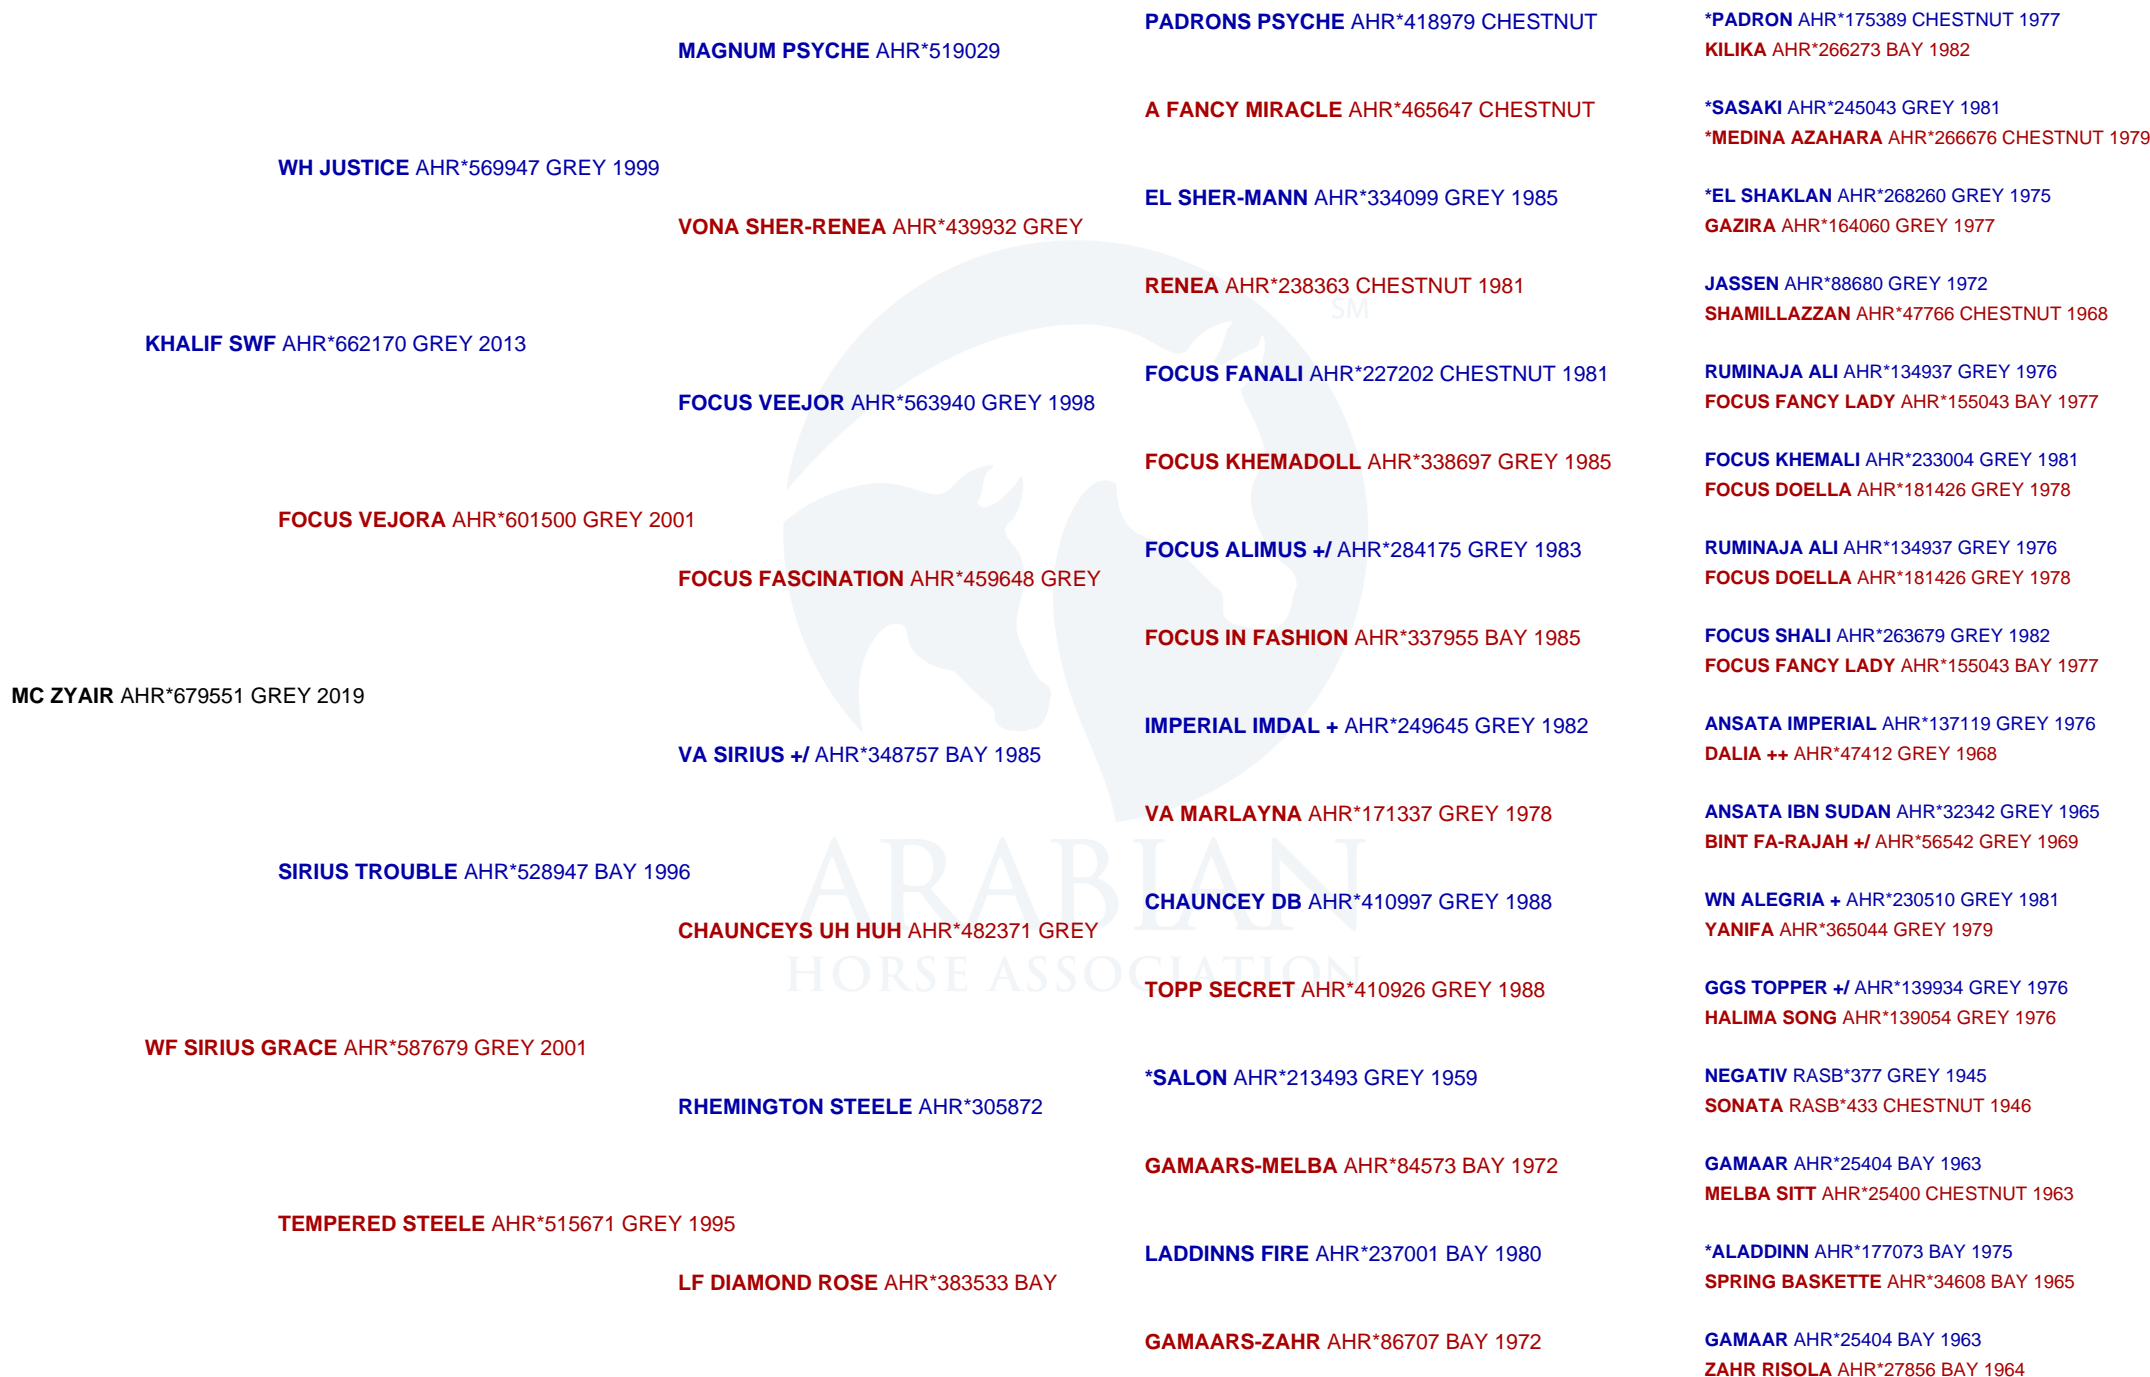 PADRONS PSYCHE AHR*418979 CHESTNUT
*PADRON AHR*175389 CHESTNUT 1977
MAGNUM PSYCHE AHR*519029
KILIKA AHR*266273 BAY 1982
A FANCY MIRACLE AHR*465647 CHESTNUT
*SASAKI AHR*245043 GREY 1981
*MEDINA AZAHARA AHR*266676 CHESTNUT 1979
WH JUSTICE AHR*569947 GREY 1999
EL SHER-MANN AHR*334099 GREY 1985
*EL SHAKLAN AHR*268260 GREY 1975
VONA SHER-RENEA AHR*439932 GREY
GAZIRA AHR*164060 GREY 1977
RENEA AHR*238363 CHESTNUT 1981
JASSEN AHR*88680 GREY 1972
SM
SHAMILLAZZAN AHR*47766 CHESTNUT 1968
KHALIF SWF AHR*662170 GREY 2013
FOCUS FANALI AHR*227202 CHESTNUT 1981
RUMINAJA ALI AHR*134937 GREY 1976
FOCUS VEEJOR AHR*563940 GREY 1998
FOCUS FANCY LADY AHR*155043 BAY 1977
FOCUS KHEMADOLL AHR*338697 GREY 1985
FOCUS KHEMALI AHR*233004 GREY 1981
FOCUS DOELLA AHR*181426 GREY 1978
FOCUS VEJORA AHR*601500 GREY 2001
FOCUS ALIMUS +/ AHR*284175 GREY 1983
RUMINAJA ALI AHR*134937 GREY 1976
FOCUS FASCINATION AHR*459648 GREY
FOCUS DOELLA AHR*181426 GREY 1978
FOCUS IN FASHION AHR*337955 BAY 1985
FOCUS SHALI AHR*263679 GREY 1982
FOCUS FANCY LADY AHR*155043 BAY 1977
MC ZYAIR AHR*679551 GREY 2019
IMPERIAL IMDAL + AHR*249645 GREY 1982
ANSATA IMPERIAL AHR*137119 GREY 1976
VA SIRIUS +/ AHR*348757 BAY 1985
DALIA ++ AHR*47412 GREY 1968
VA MARLAYNA AHR*171337 GREY 1978
ANSATA IBN SUDAN AHR*32342 GREY 1965
BINT FA-RAJAH +/ AHR*56542 GREY 1969
SIRIUS TROUBLE AHR*528947 BAY 1996
ARABIAN
CHAUNCEY DB AHR*410997 GREY 1988
WN ALEGRIA + AHR*230510 GREY 1981
CHAUNCEYS UH HUH AHR*482371 GREY
YANIFA AHR*365044 GREY 1979
HORSE ASSOCIATION
TOPP SECRET AHR*410926 GREY 1988
GGS TOPPER +/ AHR*139934 GREY 1976
HALIMA SONG AHR*139054 GREY 1976
WF SIRIUS GRACE AHR*587679 GREY 2001
*SALON AHR*213493 GREY 1959
NEGATIV RASB*377 GREY 1945
RHEMINGTON STEELE AHR*305872
SONATA RASB*433 CHESTNUT 1946
GAMAARS-MELBA AHR*84573 BAY 1972
GAMAAR AHR*25404 BAY 1963
MELBA SITT AHR*25400 CHESTNUT 1963
TEMPERED STEELE AHR*515671 GREY 1995
LADDINNS FIRE AHR*237001 BAY 1980
*ALADDINN AHR*177073 BAY 1975
LF DIAMOND ROSE AHR*383533 BAY
SPRING BASKETTE AHR*34608 BAY 1965
GAMAARS-ZAHR AHR*86707 BAY 1972
GAMAAR AHR*25404 BAY 1963
ZAHR RISOLA AHR*27856 BAY 1964